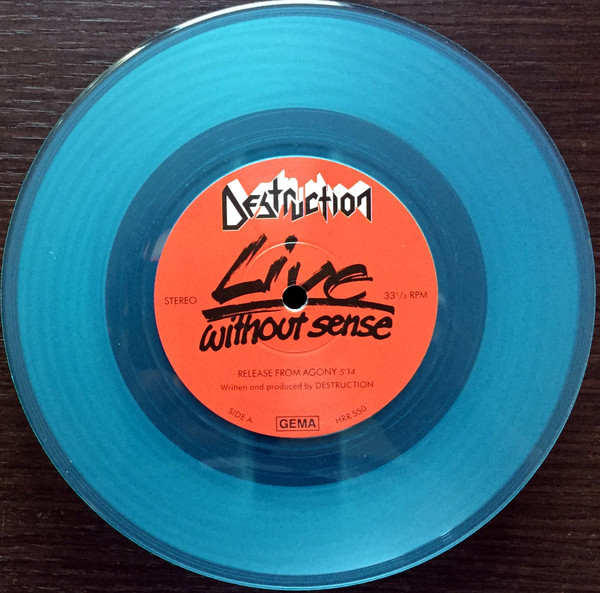 DESTRUCTION
Live
without sense
STEREO
33⅓ RPM
RELEASE FROM AGONY 5'14
Written and produced by DESTRUCTION
SIDE A
GEMA
HRR 550